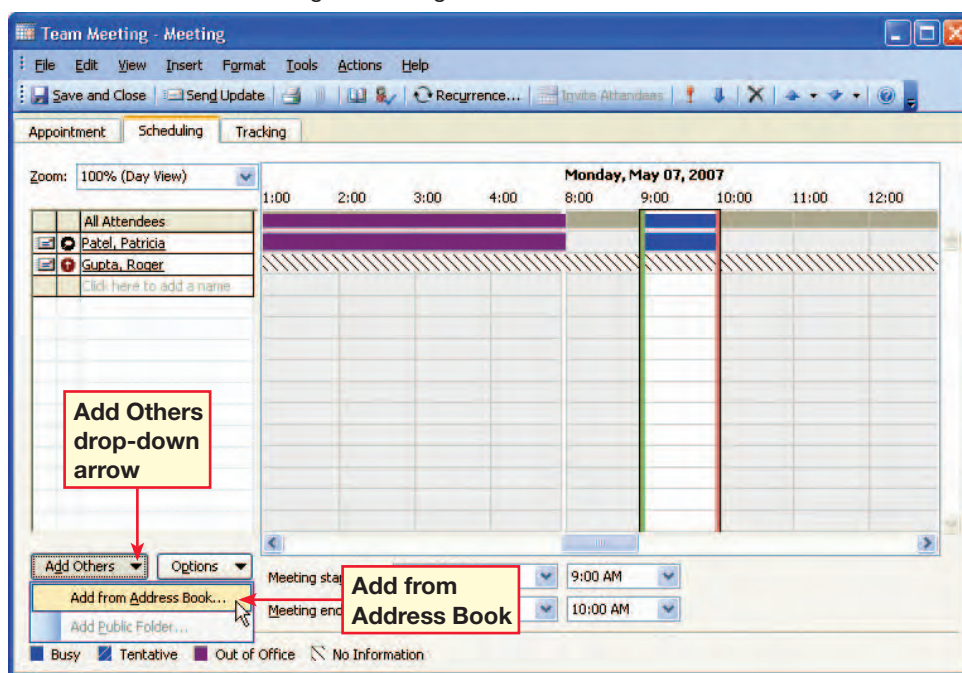 Team Meeting - Meeting
File Edit View Insert Format Tools Actions Help
Save and Close Send Update Recurrence... Invite Attendees
Appointment Scheduling Tracking
Zoom: 100% (Day View)
Monday, May 07, 2007
1:00 2:00 3:00 4:00 8:00 9:00 10:00 11:00 12:00
All Attendees
Patel, Patricia
Gupta, Roger
Click here to add a name
Add Others
drop-down
arrow
Add Others Options
Meeting sta 9:00 AM
Add from Address Book...
Add from
Address Book
Meeting end 10:00 AM
Add Public Folder...
Busy Tentative Out of Office No Information